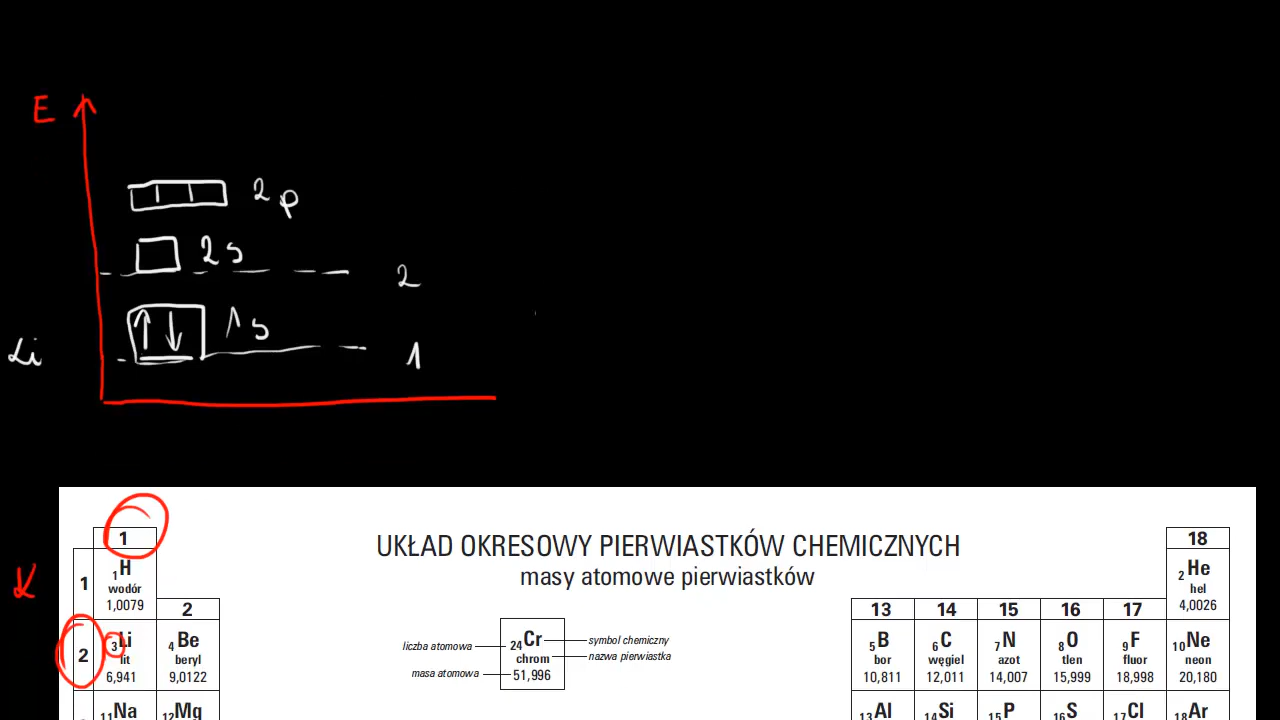 E
2p
2s
2
1s
Li
1
1
UKŁAD OKRESOWY PIERWIASTKÓW CHEMICZNYCH
18
masy atomowe pierwiastków
K
1
1H
wodór
1,0079
2He
hel
4,0026
2
13
14
15
16
17
2
3Li
lit
6,941
4Be
beryl
9,0122
liczba atomowa
24Cr
symbol chemiczny
chrom
nazwa pierwiastka
masa atomowa
51,996
5B
bor
10,811
6C
węgiel
12,011
7N
azot
14,007
8O
tlen
15,999
9F
fluor
18,998
10Ne
neon
20,180
11Na
12Mg
13Al
14Si
15P
16S
17Cl
18Ar